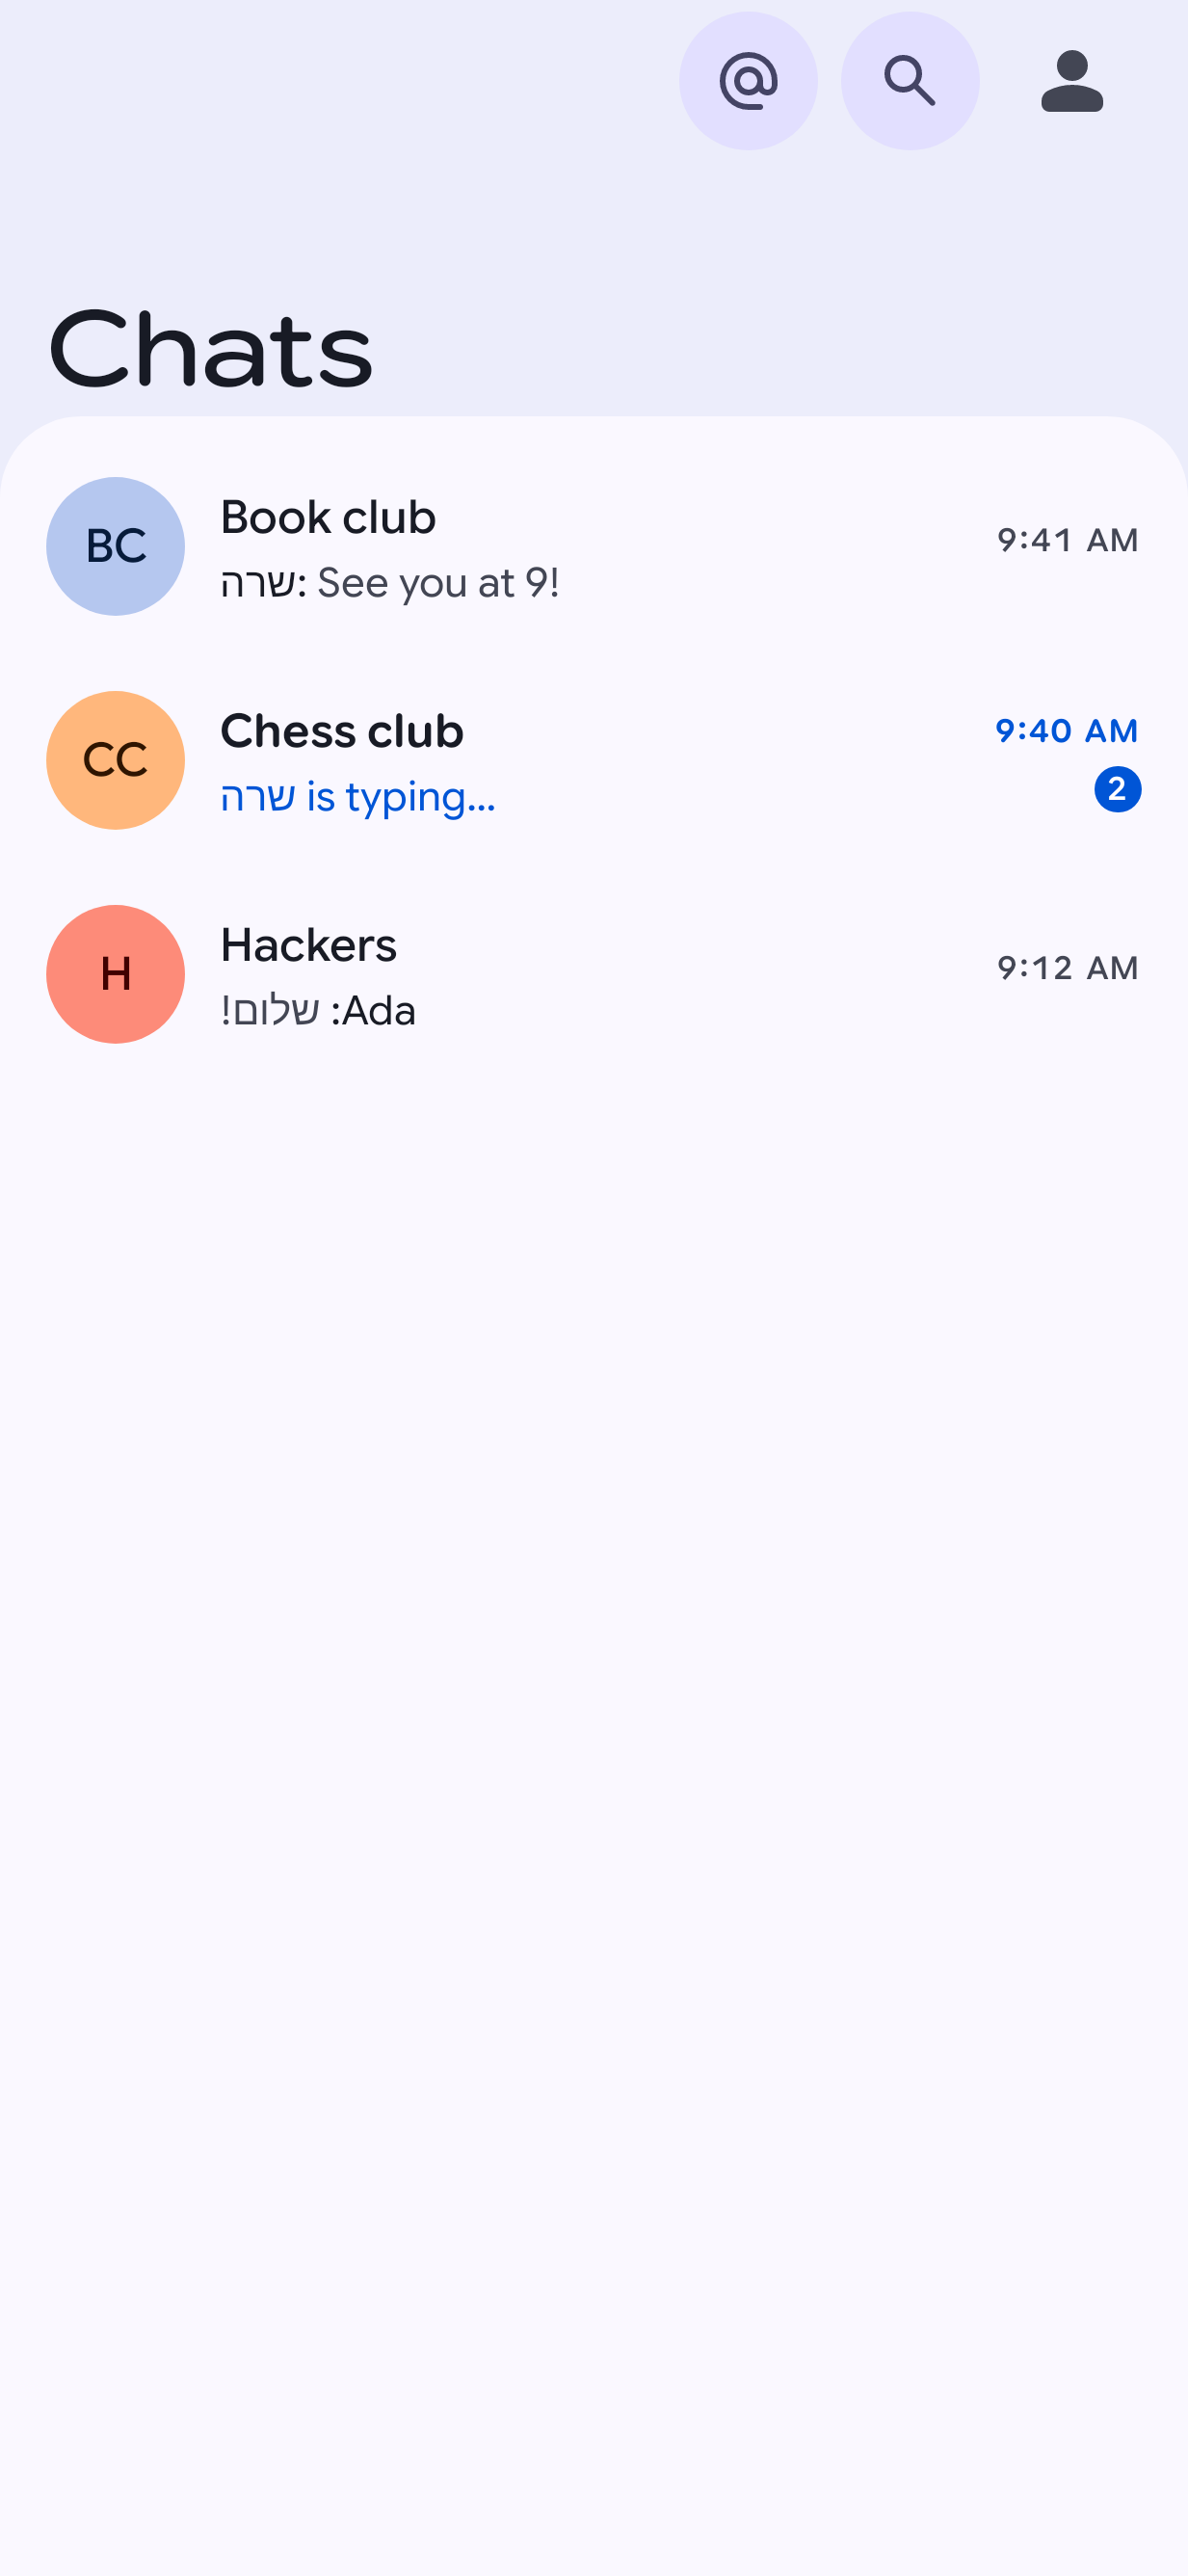 Chats
BC
Book club
9:41 AM
שרה: See you at 9!
CC
Chess club
9:40 AM
שרה is typing…
2
H
Hackers
9:12 AM
Ada: שלום!